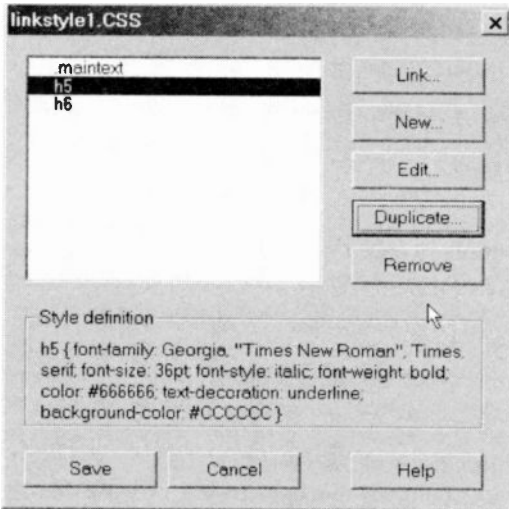 linkstyle1.CSS
.maintext
h5
h6
Link...
New...
Edit...
Duplicate...
Remove
Style definition
h5 { font-family: Georgia, "Times New Roman", Times,
serif; font-size: 36pt; font-style: italic; font-weight: bold;
color: #666666; text-decoration: underline;
background-color: #CCCCCC }
Save
Cancel
Help